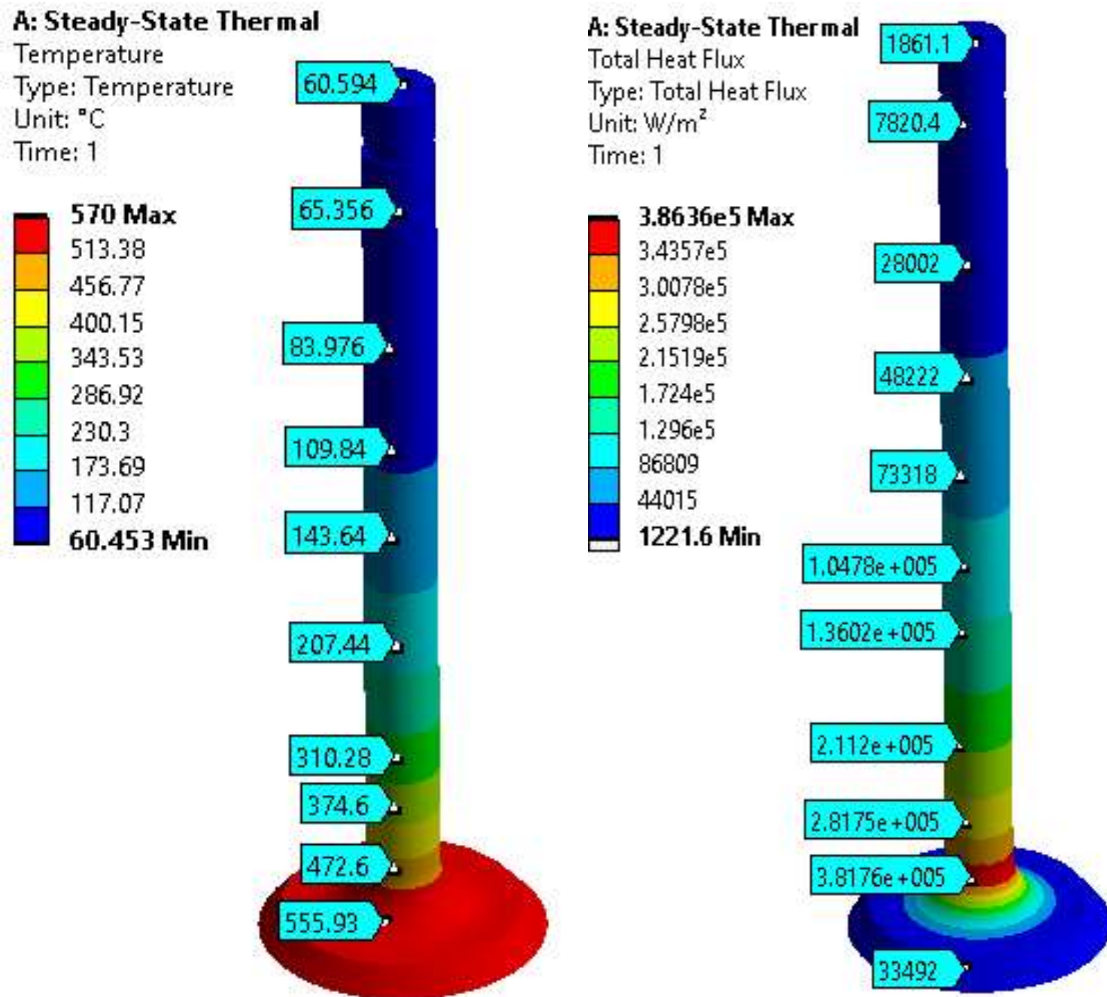 A: Steady-State Thermal
Temperature
Type: Temperature
Unit: °C
Time: 1
570 Max
513.38
456.77
400.15
343.53
286.92
230.3
173.69
117.07
60.453 Min
60.594
65.356
83.976
109.84
143.64
207.44
310.28
374.6
472.6
555.93
A: Steady-State Thermal
Total Heat Flux
Type: Total Heat Flux
Unit: W/m²
Time: 1
3.8636e5 Max
3.4357e5
3.0078e5
2.5798e5
2.1519e5
1.724e5
1.296e5
86809
44015
1221.6 Min
1861.1
7820.4
28002
48222
73318
1.0478e+005
1.3602e+005
2.112e+005
2.8175e+005
3.8176e+005
33492